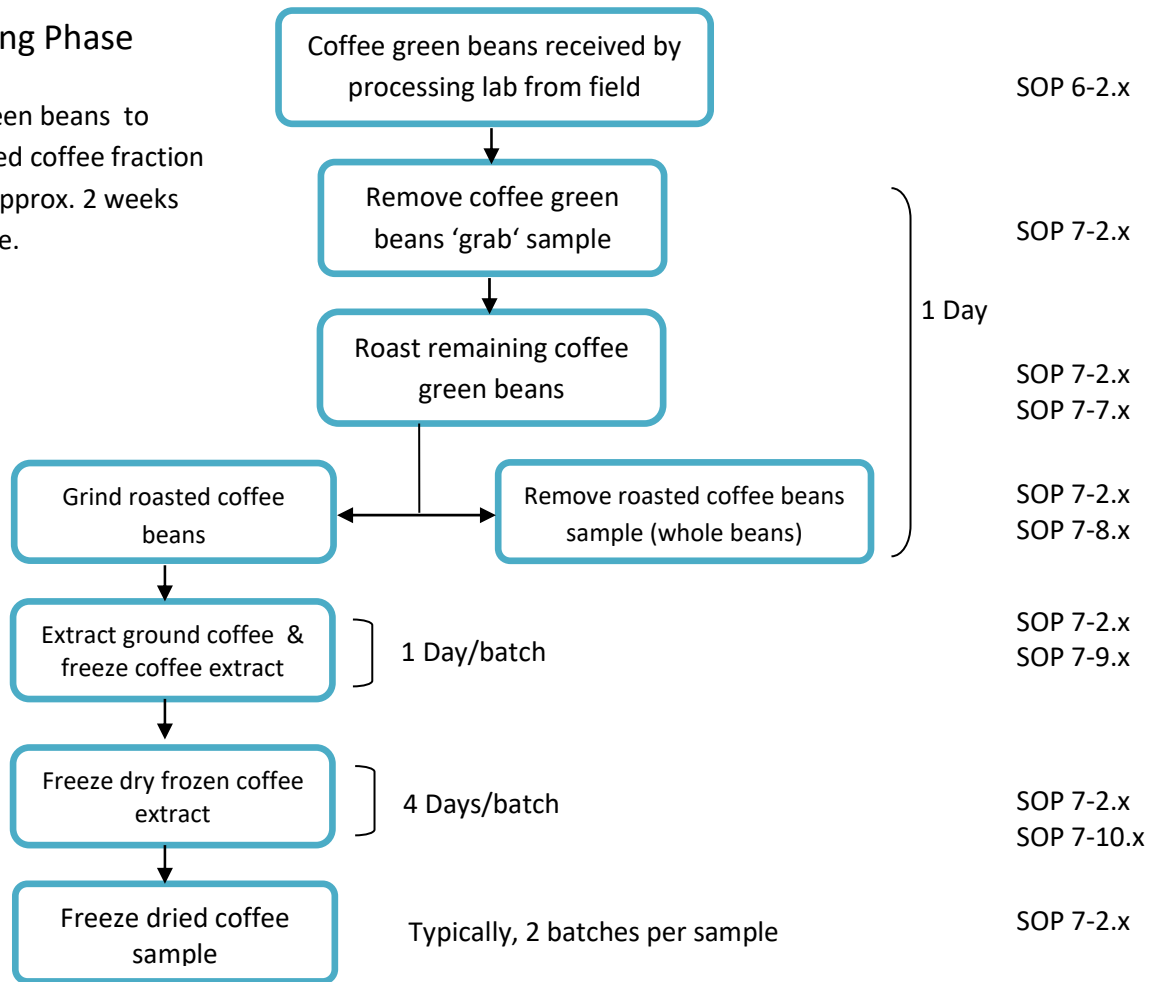 ng Phase
een beans to
ed coffee fraction
pprox. 2 weeks
e.
Coffee green beans received by
processing lab from field
SOP 6-2.x
Remove coffee green
beans ‘grab‘ sample
SOP 7-2.x
1 Day
Roast remaining coffee
green beans
SOP 7-2.x
SOP 7-7.x
Grind roasted coffee
beans
Remove roasted coffee beans
sample (whole beans)
SOP 7-2.x
SOP 7-8.x
Extract ground coffee &
freeze coffee extract
1 Day/batch
SOP 7-2.x
SOP 7-9.x
Freeze dry frozen coffee
extract
4 Days/batch
SOP 7-2.x
SOP 7-10.x
Freeze dried coffee
sample
Typically, 2 batches per sample
SOP 7-2.x